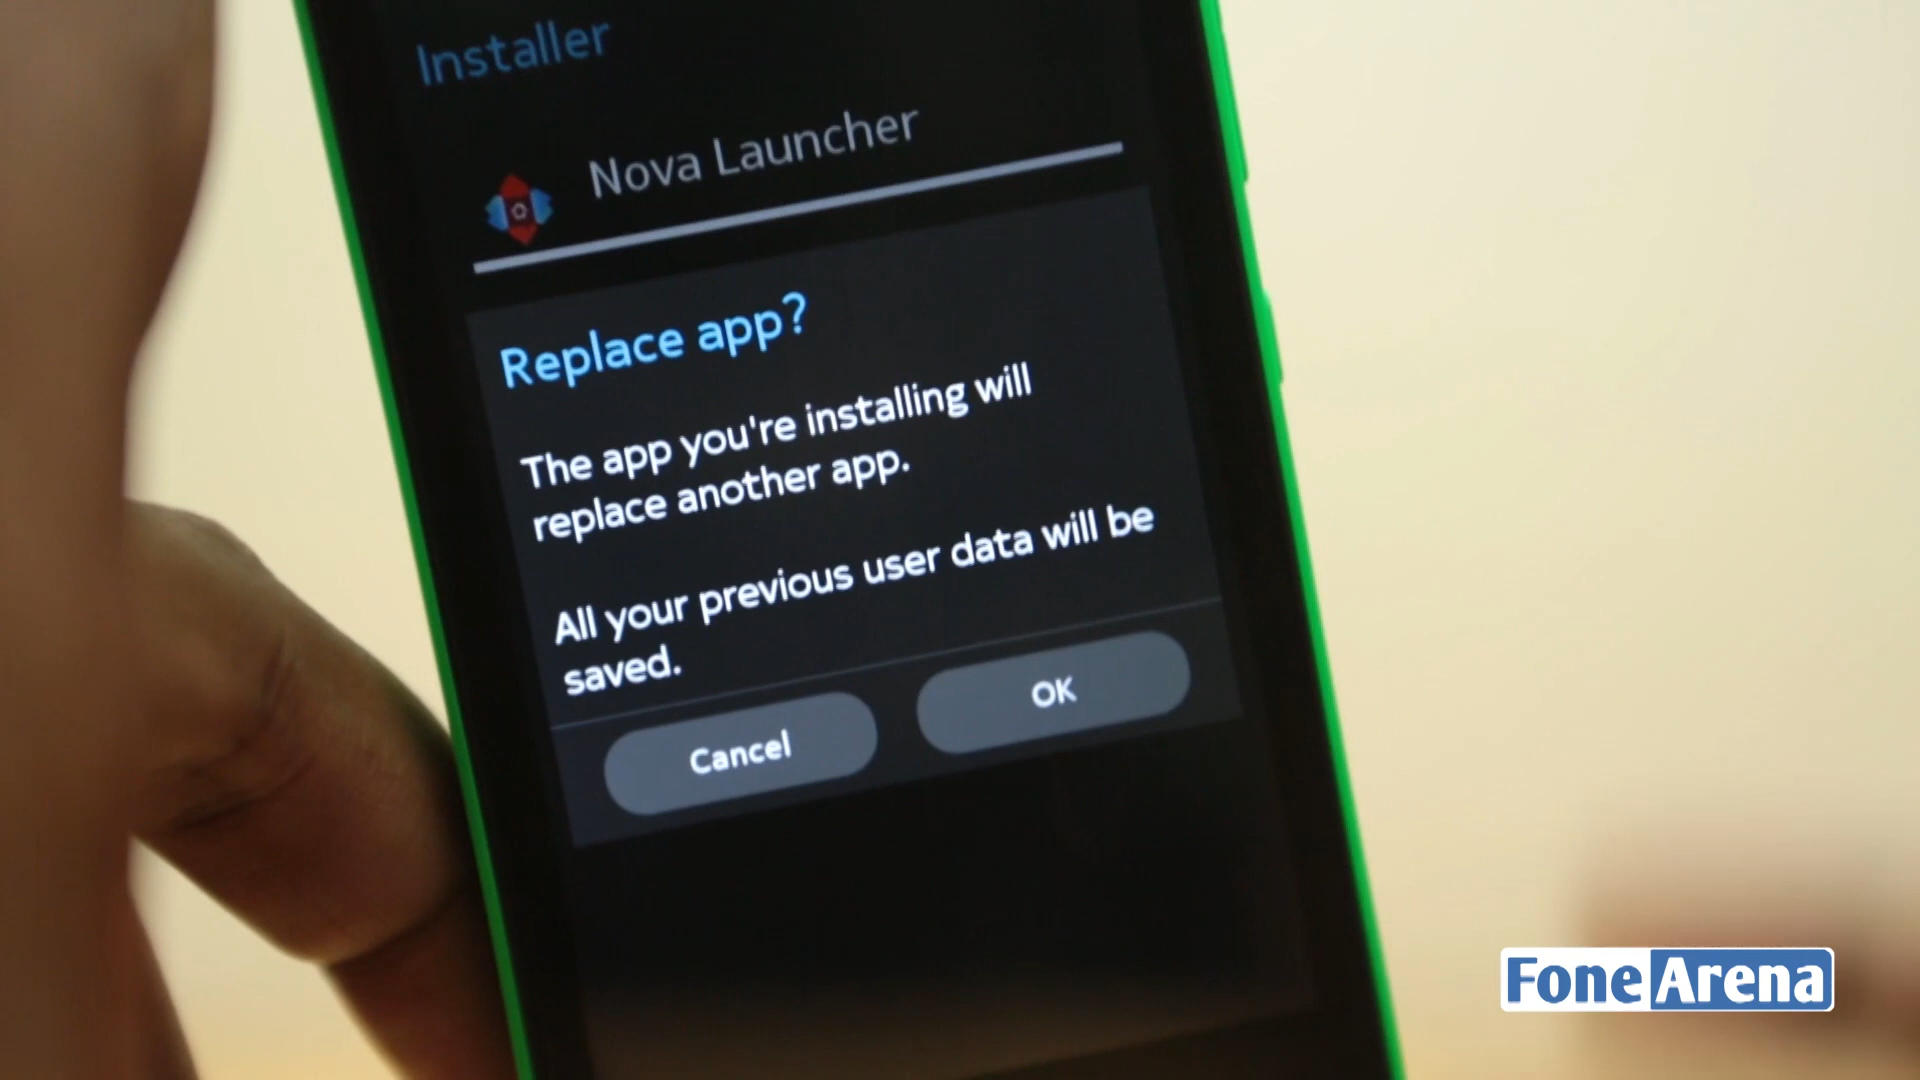 Installer
Nova Launcher
Replace app?
The app you're installing will
replace another app.
All your previous user data will be
saved.
Cancel
OK
FoneArena